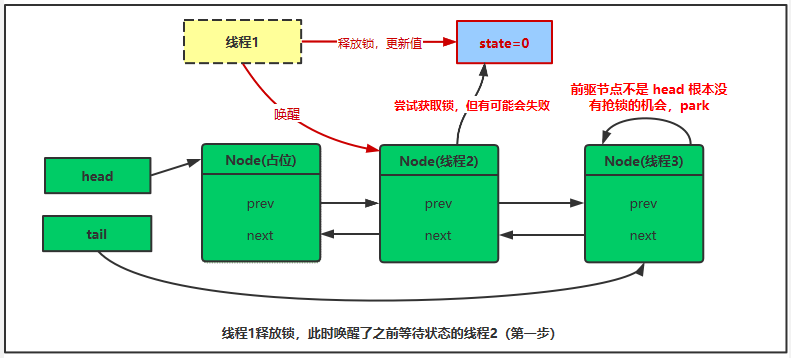 线程1
释放锁，更新值
state=0
唤醒
尝试获取锁，但有可能会失败
前驱节点不是 head 根本没
有抢锁的机会，park
head
Node(占位)
prev
next
Node(线程2)
prev
next
Node(线程3)
prev
next
tail
线程1释放锁，此时唤醒了之前等待状态的线程2（第一步）